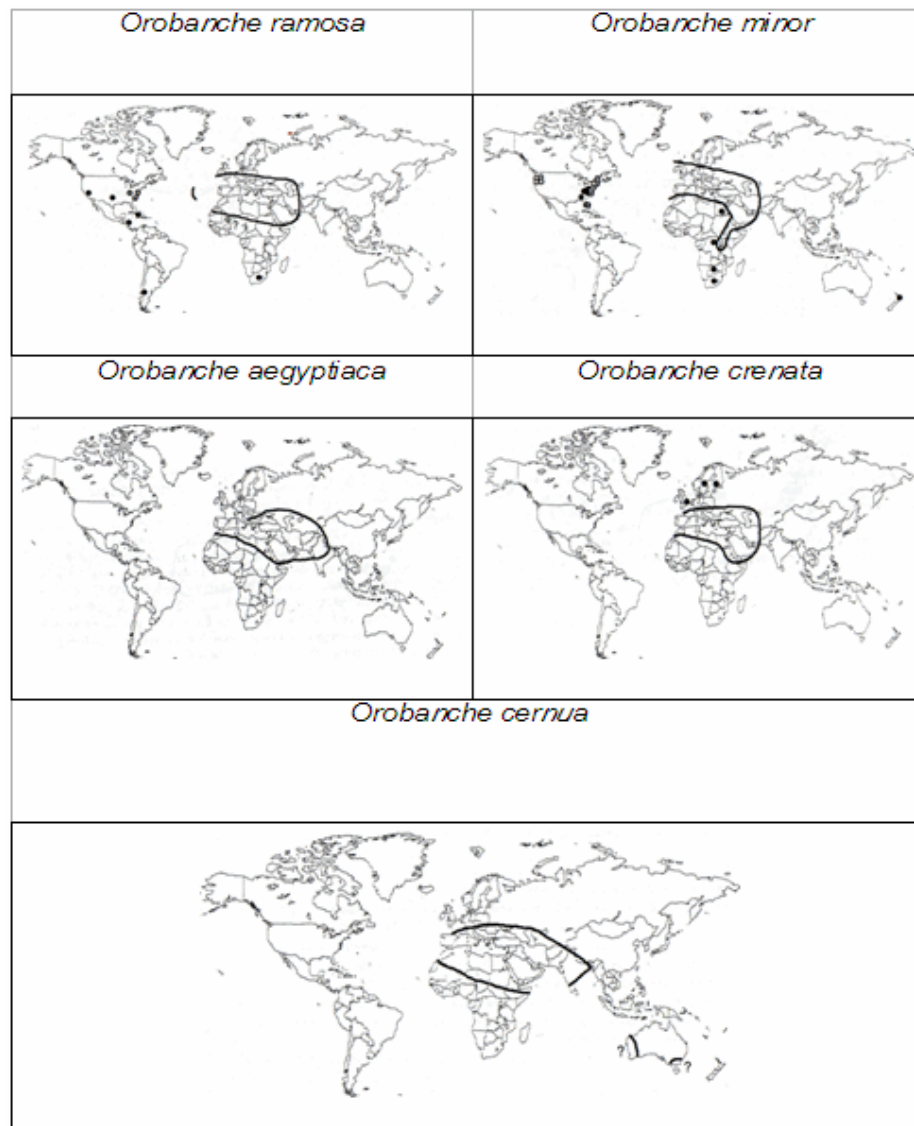 Orobanche ramosa
Orobanche minor
Orobanche aegyptiaca
Orobanche crenata
Orobanche cernua
? ?